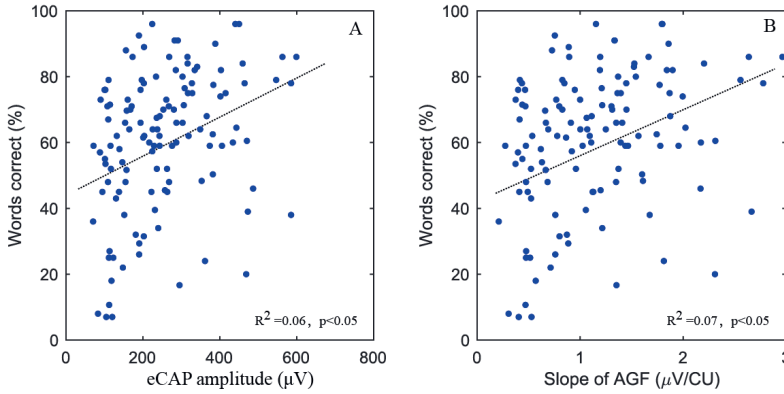 A
100
80
60
40
20
0
Words correct (%)
R² =0.06, p<0.05
0 200 400 600 800
eCAP amplitude (μV)
B
100
80
60
40
20
0
Words correct (%)
R² =0.07, p<0.05
0 1 2 3
Slope of AGF (μV/CU)